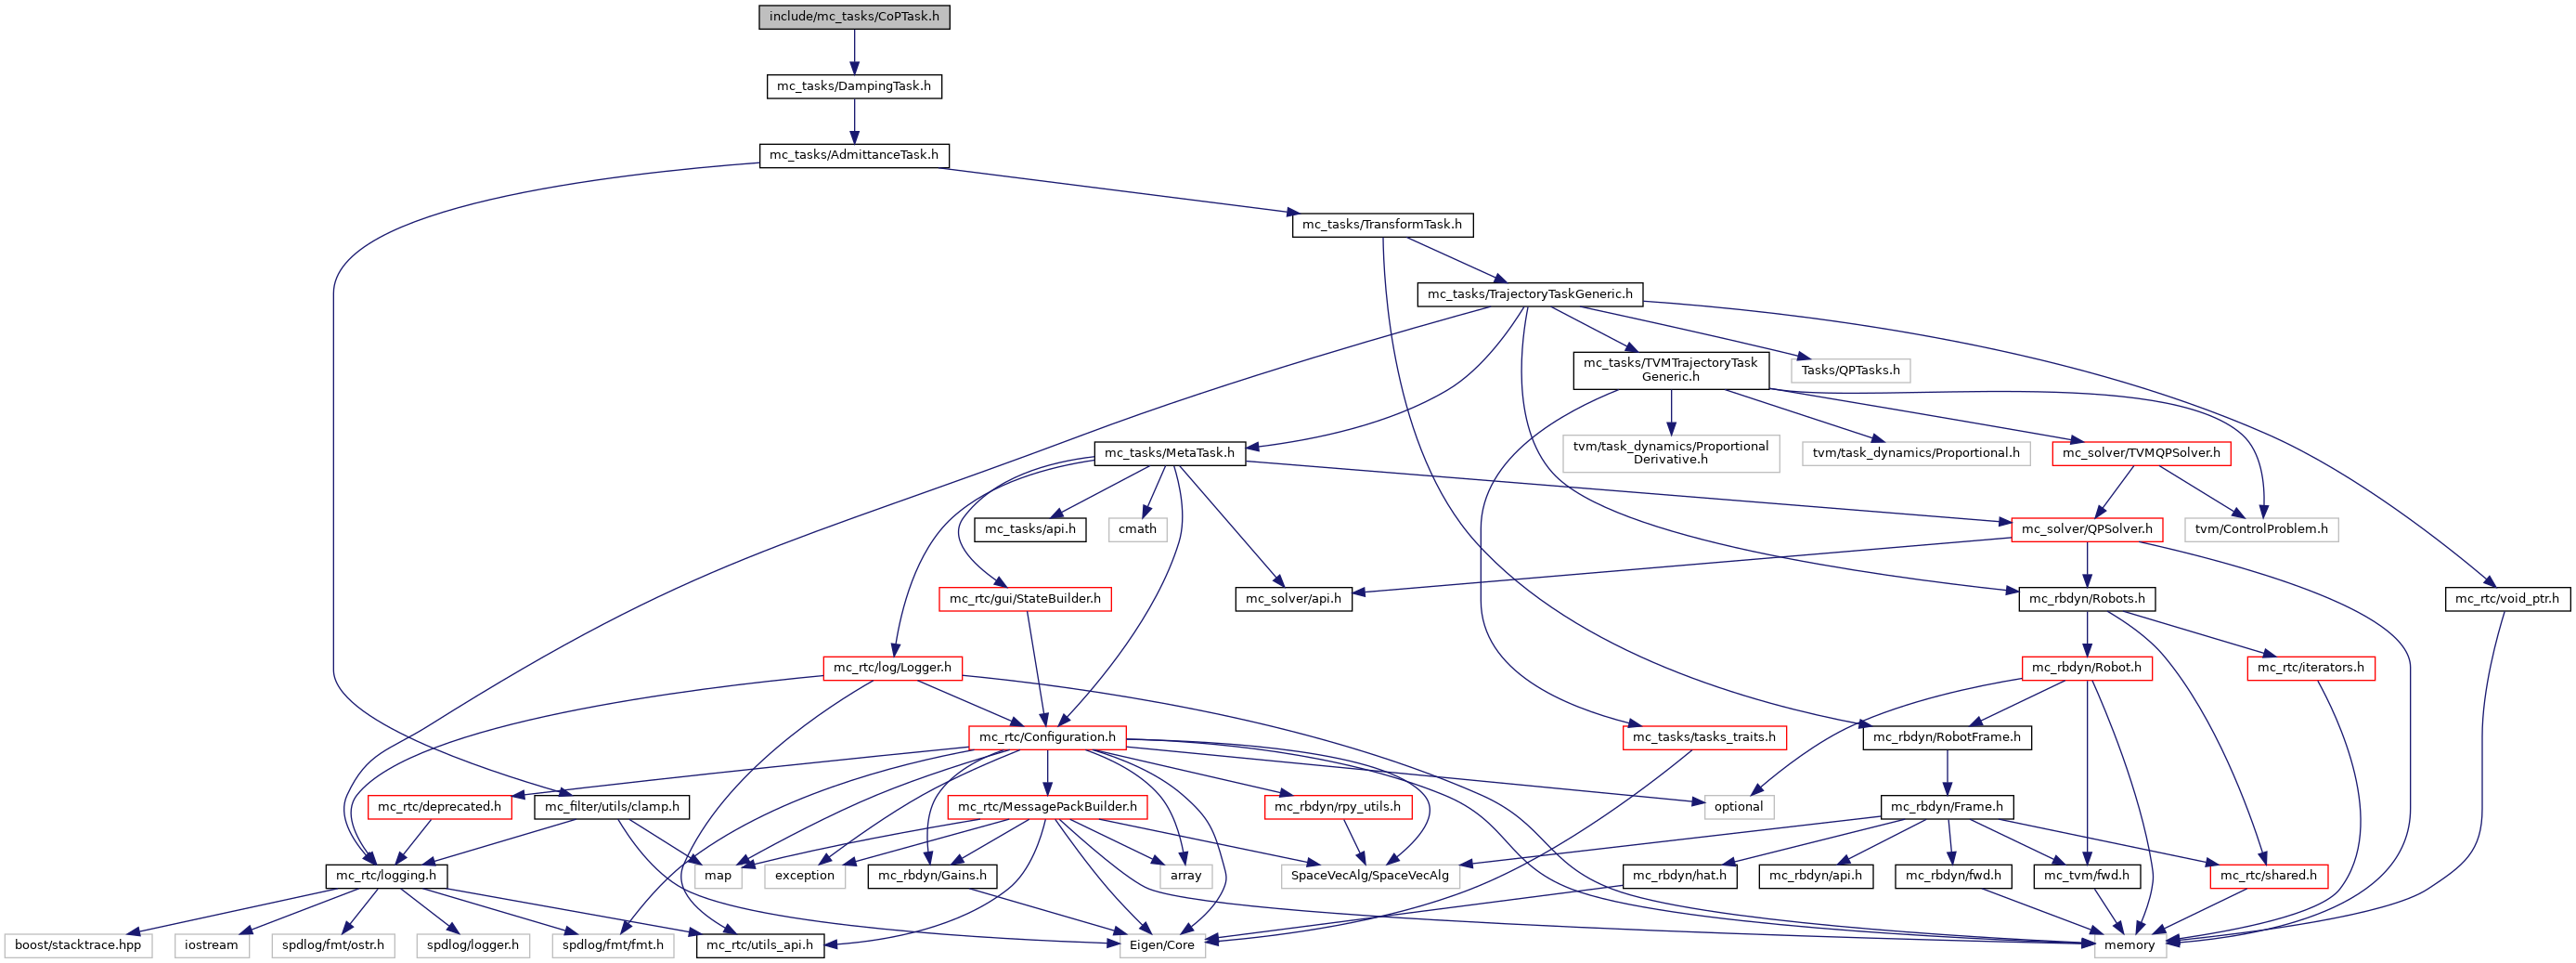 include/mc_tasks/CoPTask.h
mc_tasks/DampingTask.h
mc_tasks/AdmittanceTask.h
mc_tasks/TransformTask.h
mc_tasks/TrajectoryTaskGeneric.h
mc_tasks/TVMTrajectoryTask
Generic.h
Tasks/QPTasks.h
mc_tasks/MetaTask.h
tvm/task_dynamics/Proportional
Derivative.h
tvm/task_dynamics/Proportional.h
mc_solver/TVMQPSolver.h
mc_tasks/api.h
cmath
mc_solver/QPSolver.h
tvm/ControlProblem.h
mc_rtc/gui/StateBuilder.h
mc_solver/api.h
mc_rbdyn/Robots.h
mc_rtc/void_ptr.h
mc_rtc/log/Logger.h
mc_rbdyn/Robot.h
mc_rtc/iterators.h
mc_rtc/Configuration.h
mc_tasks/tasks_traits.h
mc_rbdyn/RobotFrame.h
mc_rtc/deprecated.h
mc_filter/utils/clamp.h
mc_rtc/MessagePackBuilder.h
mc_rbdyn/rpy_utils.h
optional
mc_rbdyn/Frame.h
mc_rtc/logging.h
map
exception
mc_rbdyn/Gains.h
array
SpaceVecAlg/SpaceVecAlg
mc_rbdyn/hat.h
mc_rbdyn/api.h
mc_rbdyn/fwd.h
mc_tvm/fwd.h
mc_rtc/shared.h
boost/stacktrace.hpp
iostream
spdlog/fmt/ostr.h
spdlog/logger.h
spdlog/fmt/fmt.h
mc_rtc/utils_api.h
Eigen/Core
memory